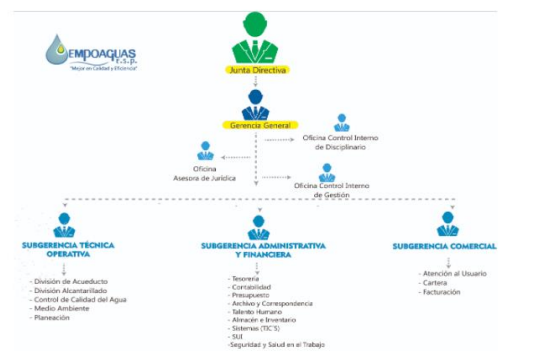 EMPOAGUAS
e.s.p.
"Mejor en Calidad y Eficiencia"
Junta Directiva
Gerencia General
Oficina Control Interno
de Disciplinario
Oficina
Asesora de Jurídica
Oficina Control Interno
de Gestión
SUBGERENCIA TÉCNICA
OPERATIVA
- División de Acueducto
- División Alcantarillado
- Control de Calidad del Agua
- Medio Ambiente
- Planeación
SUBGERENCIA ADMINISTRATIVA
Y FINANCIERA
- Tesorería
- Contabilidad
- Presupuesto
- Archivo y Correspondencia
- Talento Humano
- Almacén e Inventario
- Sistemas (TIC'S)
- SUI
-Seguridad y Salud en el Trabajo
SUBGERENCIA COMERCIAL
- Atención al Usuario
- Cartera
- Facturación